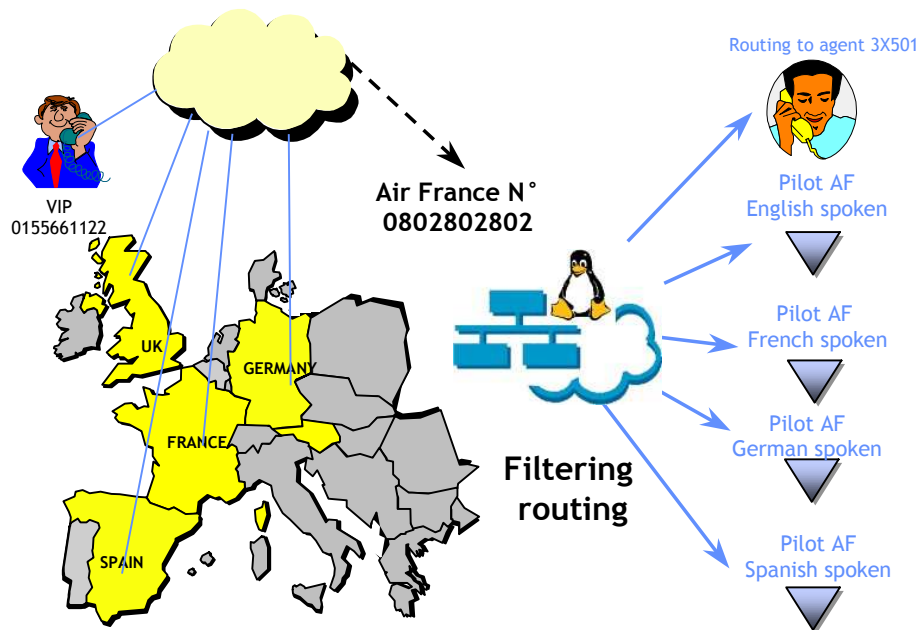 Routing to agent 3X501
VIP
0155661122
Air France N°
0802802802
Pilot AF
English spoken
UK
GERMANY
FRANCE
SPAIN
Filtering
routing
Pilot AF
French spoken
Pilot AF
German spoken
Pilot AF
Spanish spoken